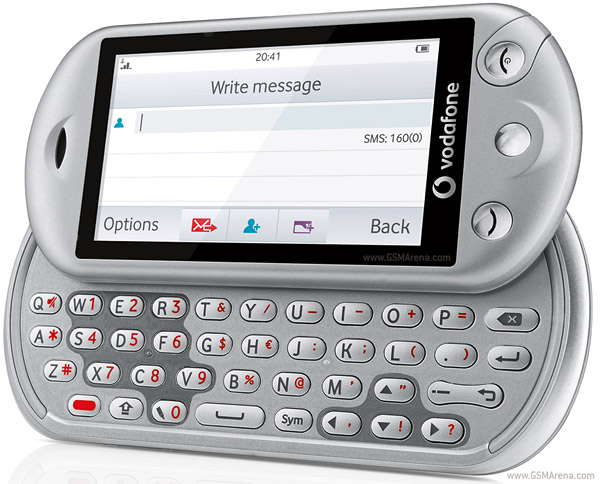 20:41
Write message
SMS: 160(0)
Options
Back
vodafone
www.GSMArena.com
Q W 1 E 2 R 3 T & Y / U – I - O + P =
A * S 4 D 5 F 6 G $ H € J : K ; L ( . )
Z # X 7 C 8 V 9 B % N @ M ' "
0 Sym , ! ?
www.GSMArena.com